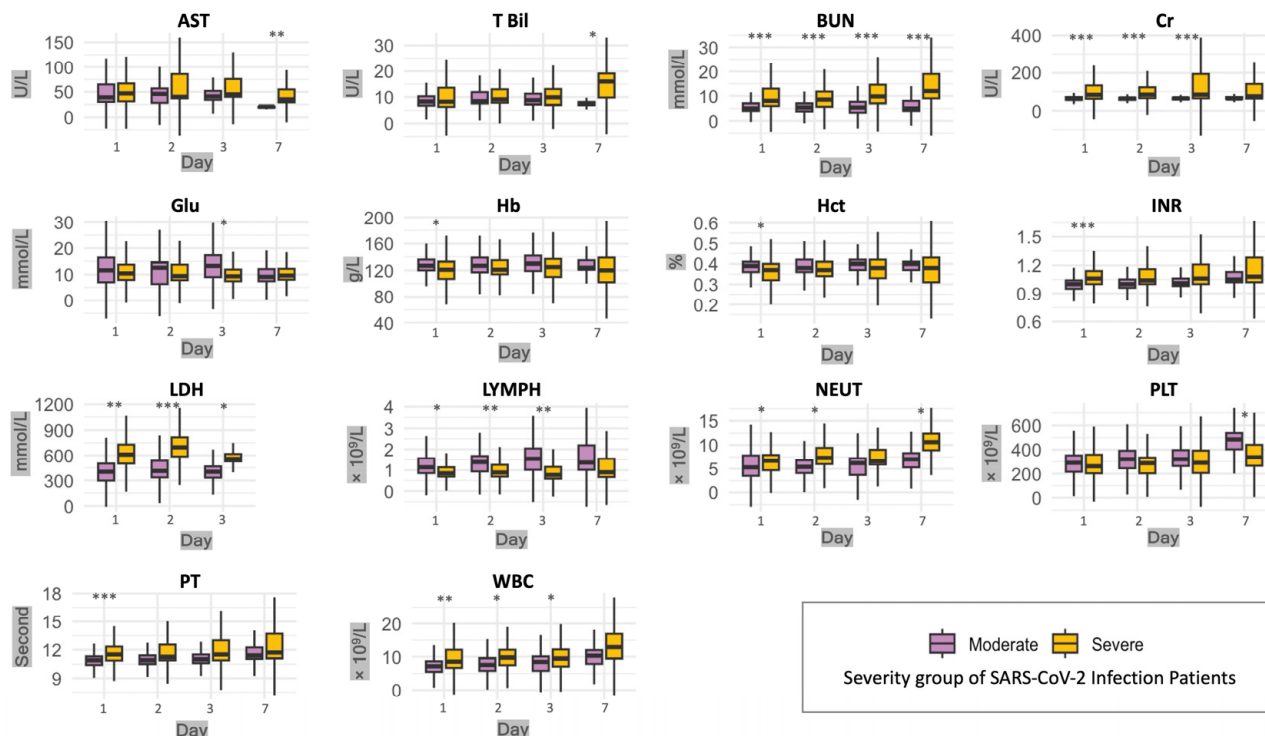 AST
**
150
100
50
0
U/L
1 2 3 7
Day
T Bil
*
30
20
10
0
U/L
1 2 3 7
Day
BUN
*** *** *** ***
30
20
10
0
mmol/L
1 2 3 7
Day
Cr
*** *** ***
400
200
0
U/L
1 2 3 7
Day
Glu
*
30
20
10
0
mmol/L
1 2 3 7
Day
Hb
*
200
160
120
80
40
g/L
1 2 3 7
Day
Hct
*
0.6
0.5
0.4
0.3
0.2
%
1 2 3 7
Day
INR
***
1.5
1.2
0.9
0.6
1 2 3 7
Day
LDH
** *** *
1200
900
600
300
0
mmol/L
1 2 3
Day
LYMPH
* ** **
4
3
2
1
0
× 10⁹/L
1 2 3 7
Day
NEUT
* * *
15
10
5
0
× 10⁹/L
1 2 3 7
Day
PLT
*
600
400
200
0
× 10⁹/L
1 2 3 7
Day
PT
***
18
15
12
9
Second
1 2 3 7
Day
WBC
** * *
20
10
0
× 10⁹/L
1 2 3 7
Day
Moderate Severe
Severity group of SARS-CoV-2 Infection Patients